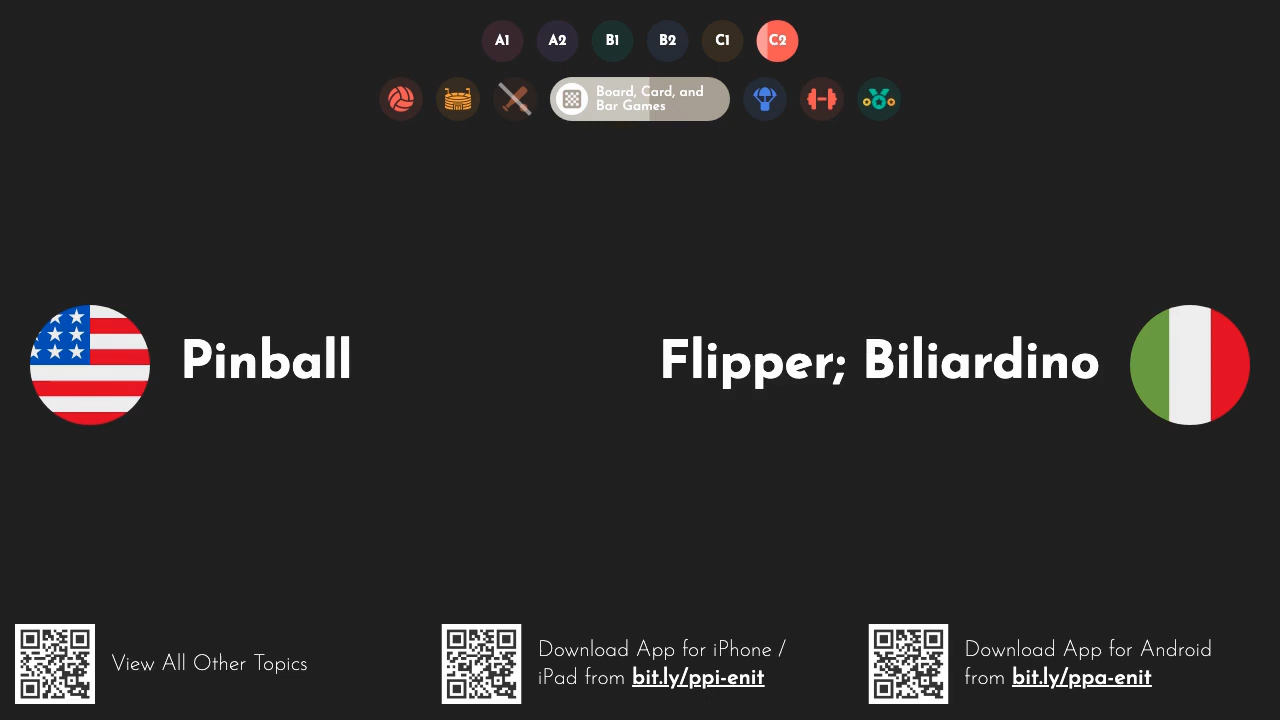 A1 A2 B1 B2 C1 C2
Board, Card, and
Bar Games
Pinball
Flipper; Biliardino
View All Other Topics
Download App for iPhone /
iPad from bit.ly/ppi-enit
Download App for Android
from bit.ly/ppa-enit